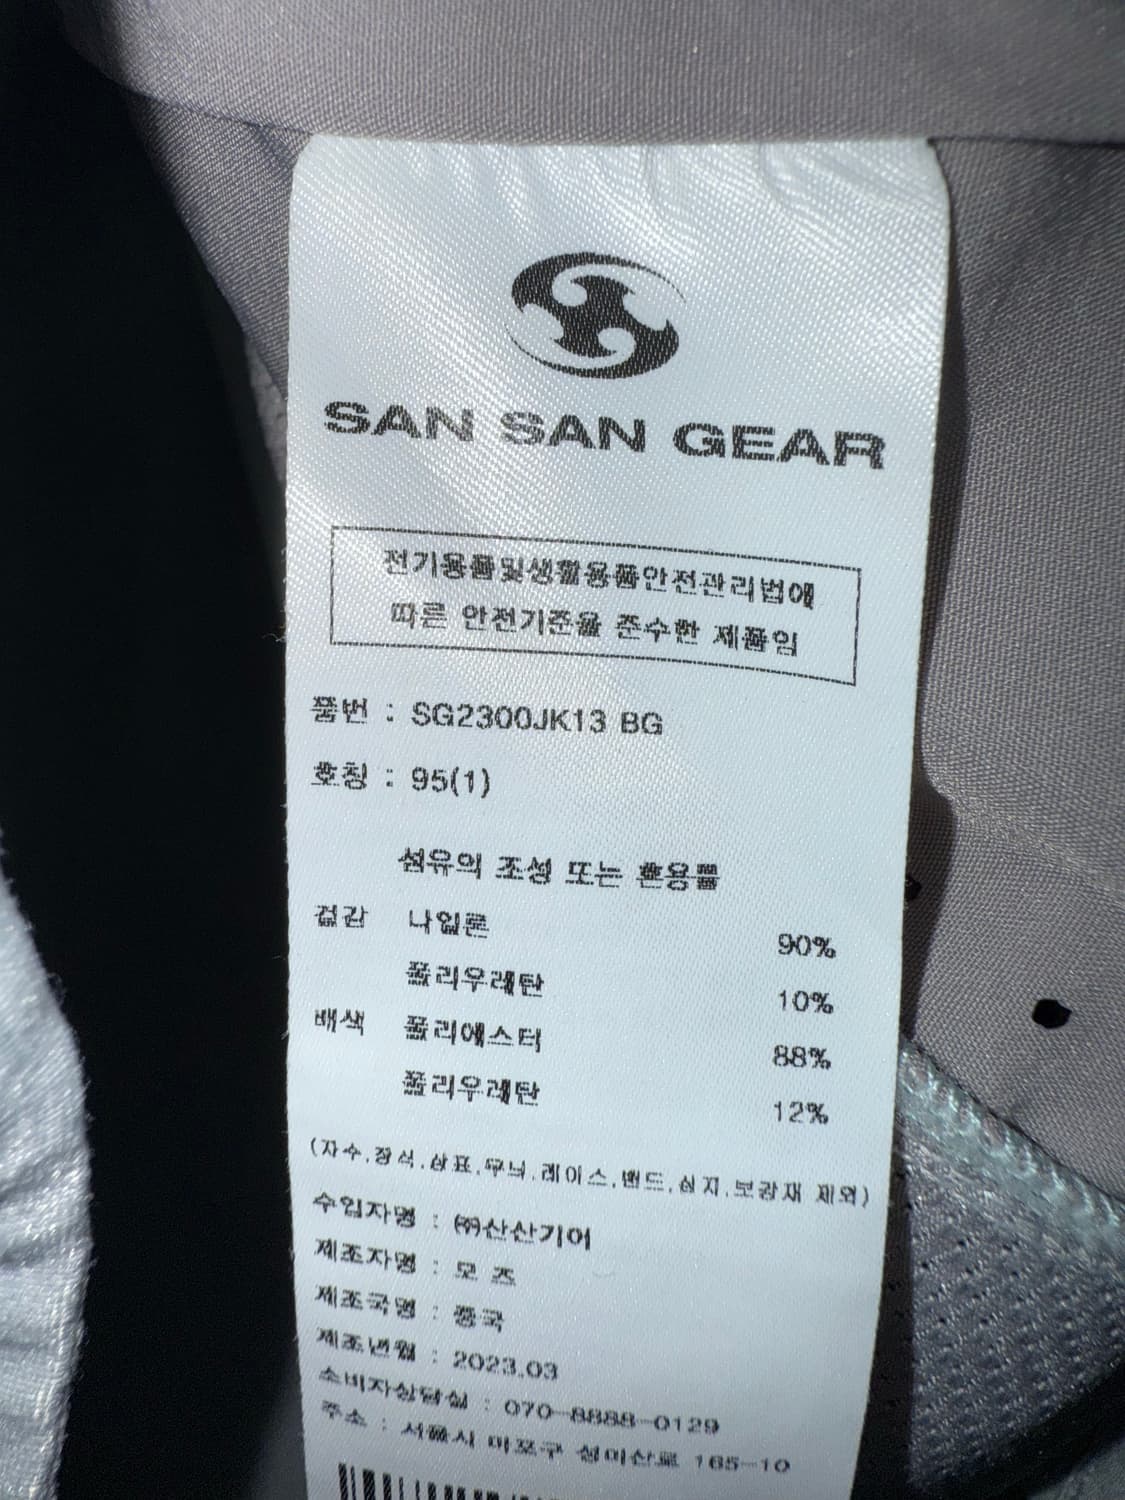 SAN SAN GEAR
전기용품및생활용품안전관리법에
따른 안전기준을 준수한 제품임
품번 : SG2300JK13 BG
호칭 : 95(1)
섬유의 조성 또는 혼용률
겉감 나일론 90%
폴리우레탄 10%
배색 폴리에스터 88%
폴리우레탄 12%
(자수,장식,상표,무늬,레이스,밴드,심지,보강재 제외)
수입자명 : ㈜산산기어
제조자명 : 모 즈
제조국명 : 중국
제조년월 : 2023.03
소비자상담실 : 070-8888-0129
주소 : 서울시 마포구 성미산로 165-10